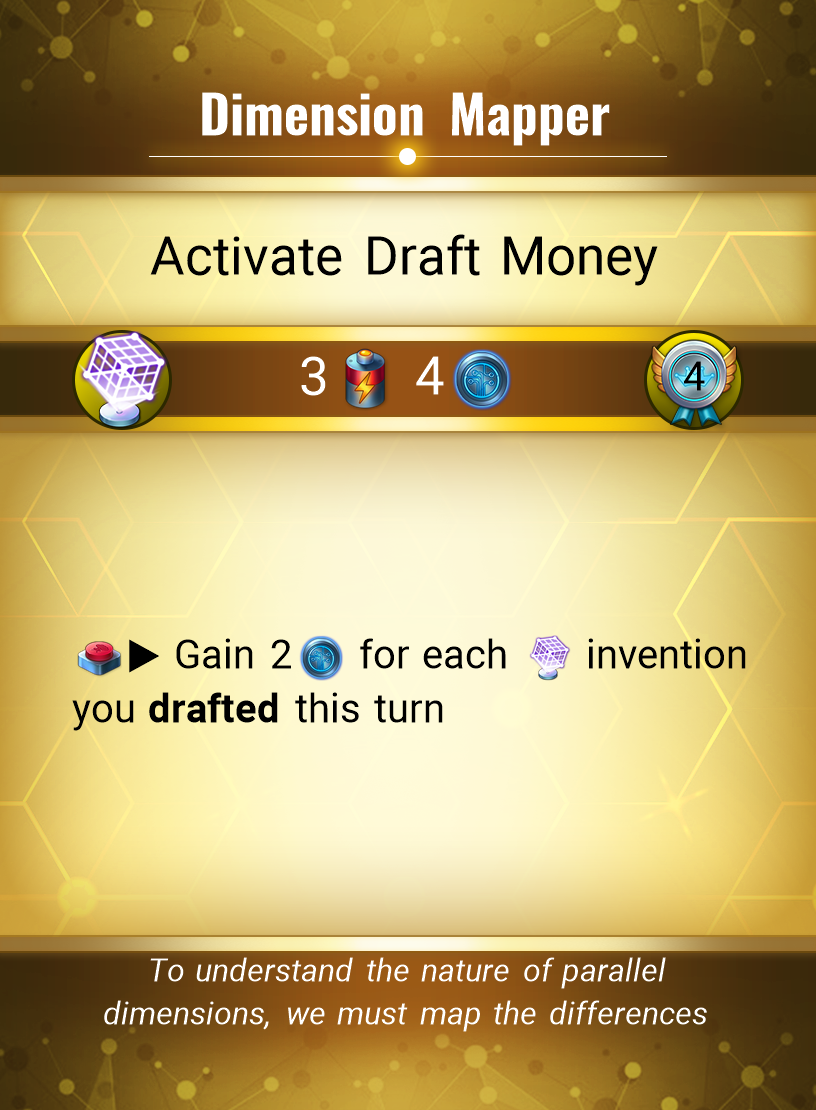 Dimension Mapper
Activate Draft Money
3 4 4
▶ Gain 2 for each invention
you drafted this turn
To understand the nature of parallel
dimensions, we must map the differences